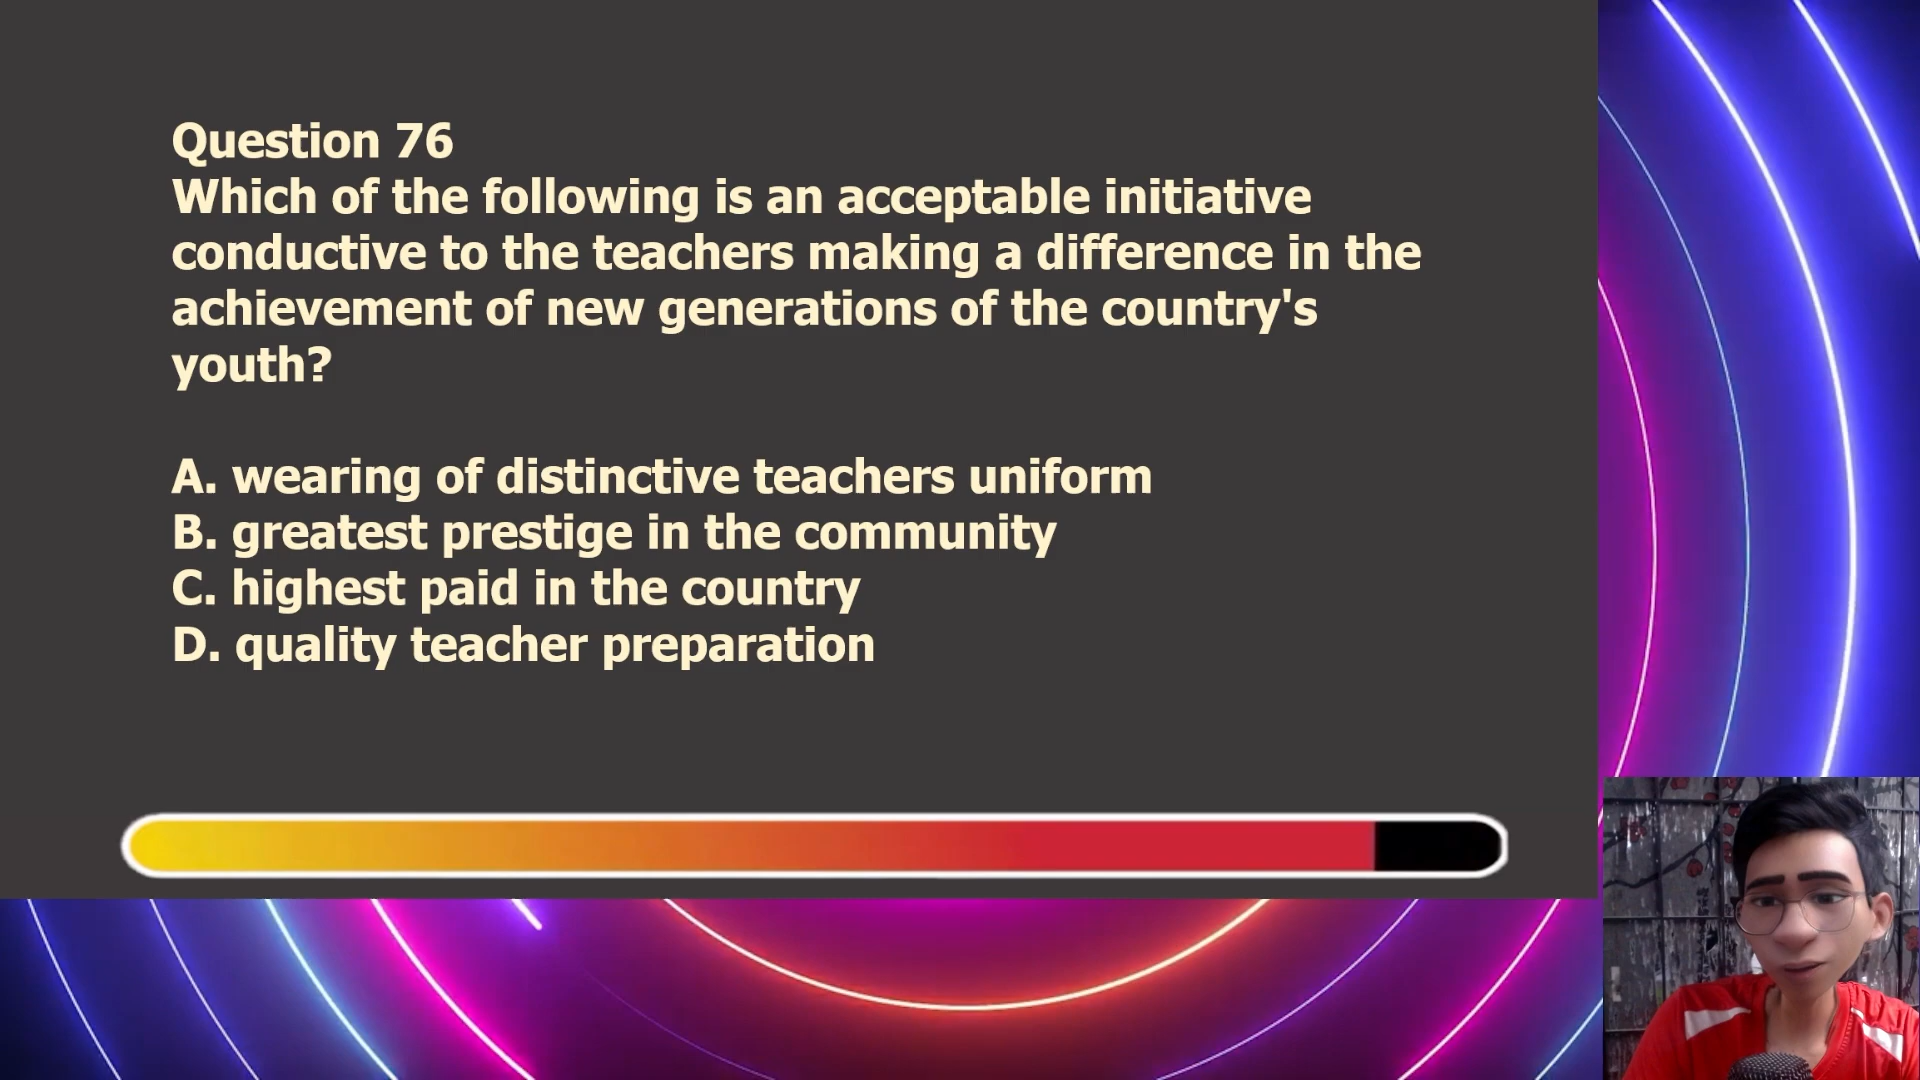 Question 76
Which of the following is an acceptable initiative
conductive to the teachers making a difference in the
achievement of new generations of the country's
youth?
A. wearing of distinctive teachers uniform
B. greatest prestige in the community
C. highest paid in the country
D. quality teacher preparation